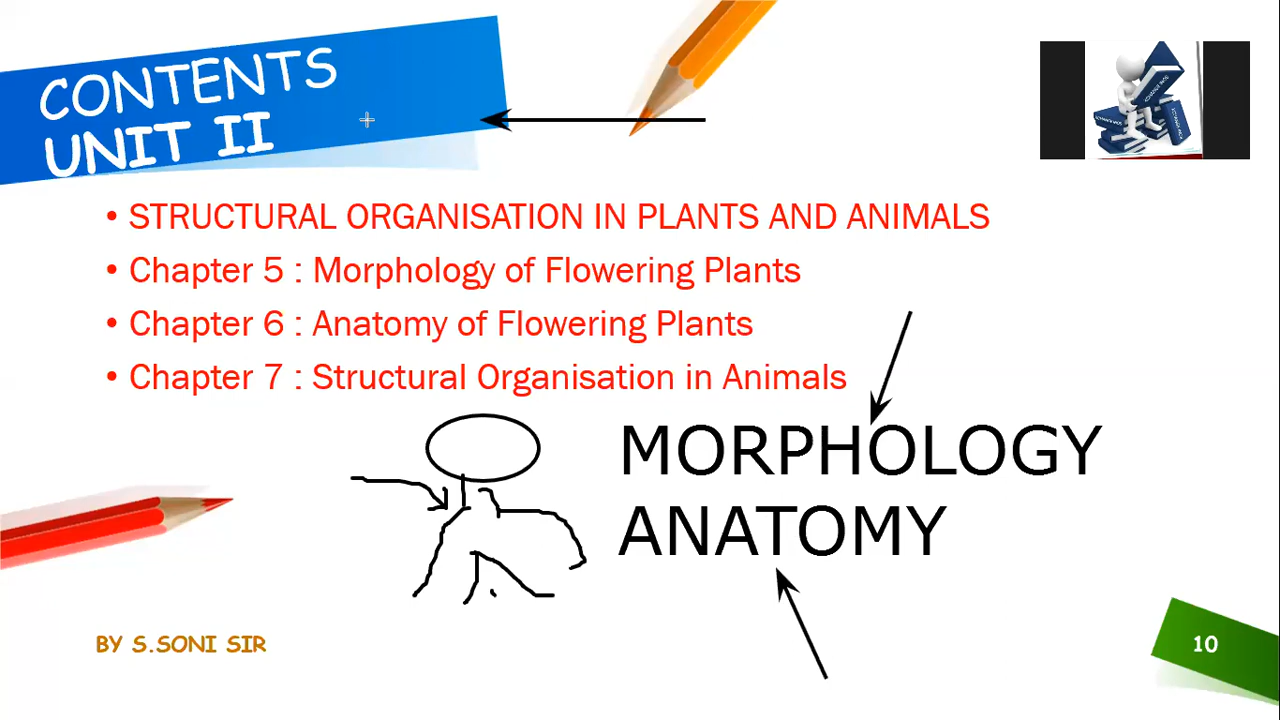 CONTENTS
UNIT II
• STRUCTURAL ORGANISATION IN PLANTS AND ANIMALS
• Chapter 5 : Morphology of Flowering Plants
• Chapter 6 : Anatomy of Flowering Plants
• Chapter 7 : Structural Organisation in Animals
MORPHOLOGY
ANATOMY
BY S.SONI SIR
10